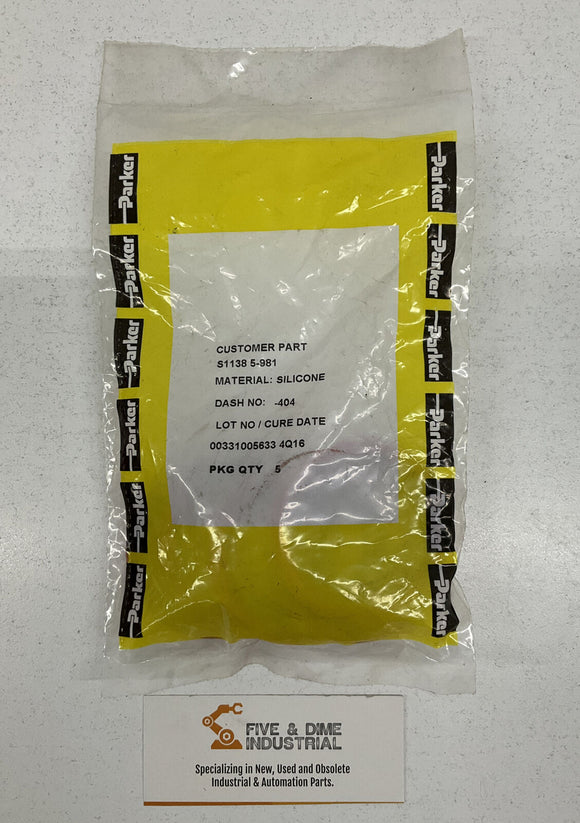 Parker
Parker
Parker
Parker
Parker
Parker
Parker
Parker
Parker
Parker
Parker
Parker
CUSTOMER PART
S1138 5-981
MATERIAL: SILICONE
DASH NO: -404
LOT NO / CURE DATE
00331005633 4Q16
PKG QTY 5
FIVE & DIME
INDUSTRIAL
Specializing in New, Used and Obsolete
Industrial & Automation Parts.